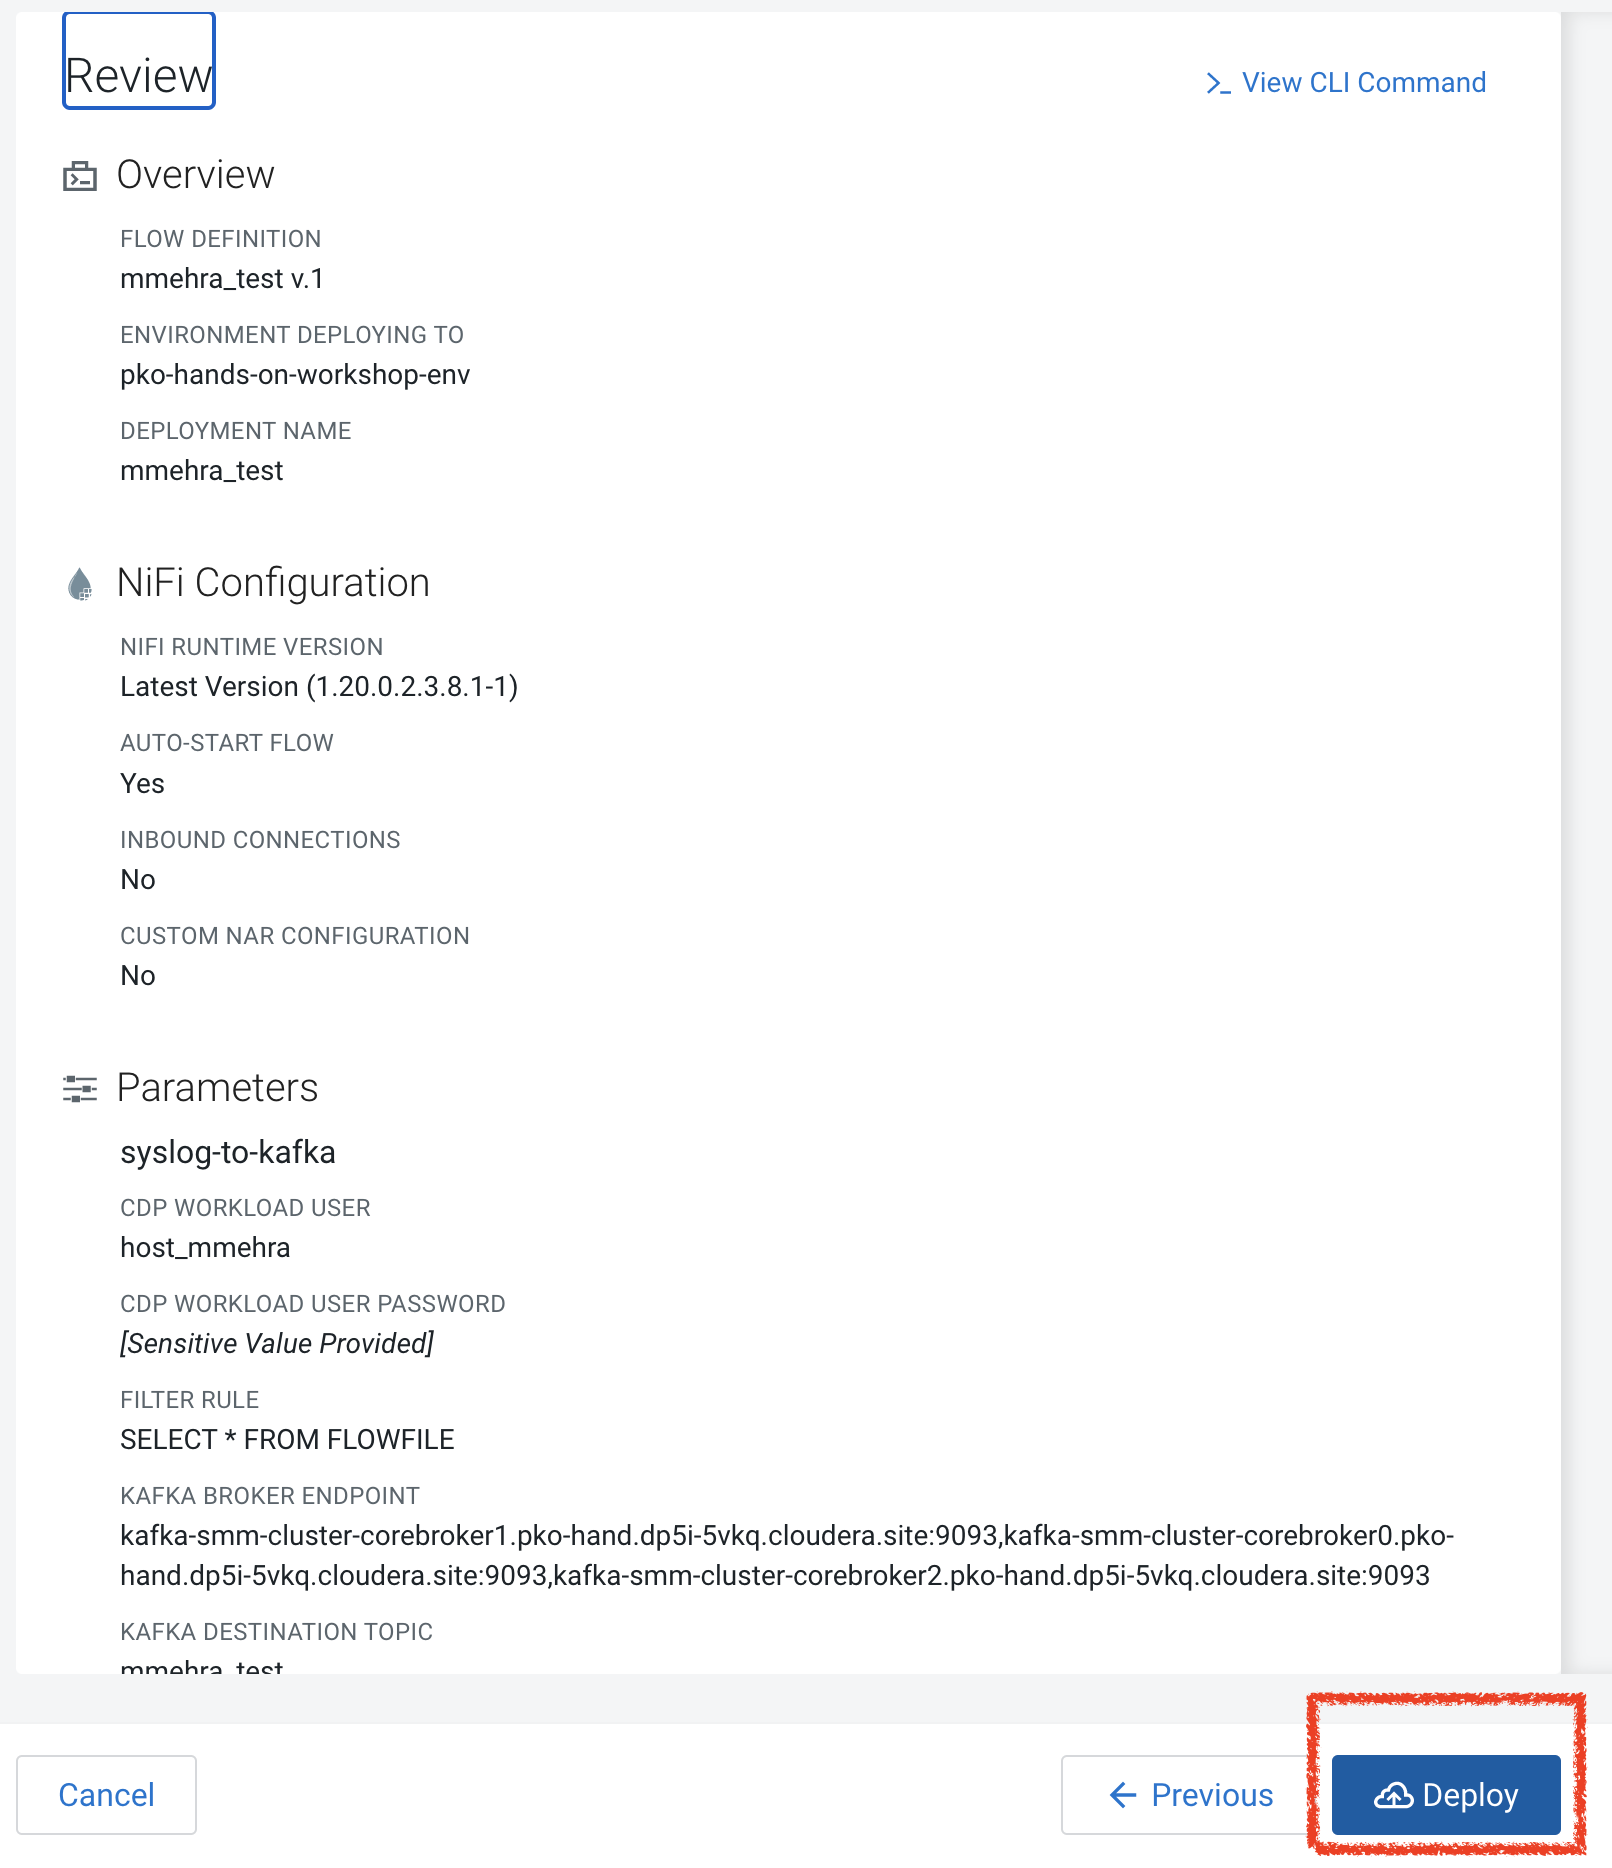 Review
View CLI Command
Overview
FLOW DEFINITION
mmehra_test v.1
ENVIRONMENT DEPLOYING TO
pko-hands-on-workshop-env
DEPLOYMENT NAME
mmehra_test
NiFi Configuration
NIFI RUNTIME VERSION
Latest Version (1.20.0.2.3.8.1-1)
AUTO-START FLOW
Yes
INBOUND CONNECTIONS
No
CUSTOM NAR CONFIGURATION
No
Parameters
syslog-to-kafka
CDP WORKLOAD USER
host_mmehra
CDP WORKLOAD USER PASSWORD
[Sensitive Value Provided]
FILTER RULE
SELECT * FROM FLOWFILE
KAFKA BROKER ENDPOINT
kafka-smm-cluster-corebroker1.pko-hand.dp5i-5vkq.cloudera.site:9093,kafka-smm-cluster-corebroker0.pko-
hand.dp5i-5vkq.cloudera.site:9093,kafka-smm-cluster-corebroker2.pko-hand.dp5i-5vkq.cloudera.site:9093
KAFKA DESTINATION TOPIC
mmehra_test
Cancel
Previous
Deploy